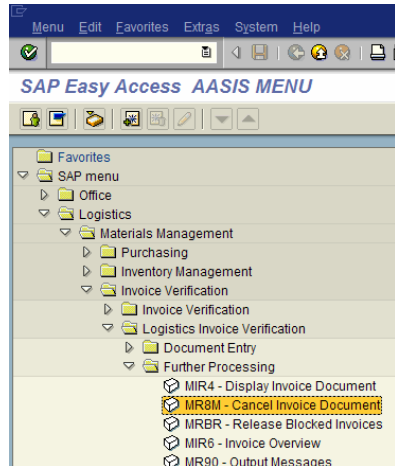 Menu Edit Favorites Extras System Help
SAP Easy Access AASIS MENU
Favorites
SAP menu
Office
Logistics
Materials Management
Purchasing
Inventory Management
Invoice Verification
Invoice Verification
Logistics Invoice Verification
Document Entry
Further Processing
MIR4 - Display Invoice Document
MR8M - Cancel Invoice Document
MRBR - Release Blocked Invoices
MIR6 - Invoice Overview
MR90 - Output Messages